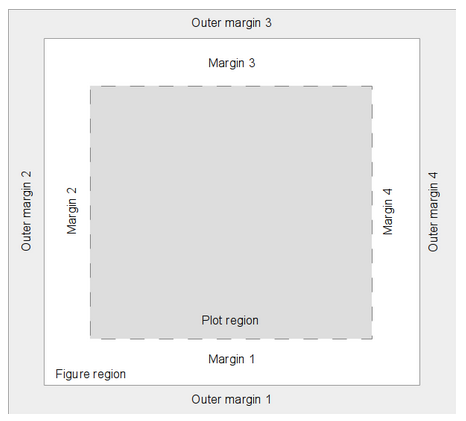 Outer margin 3
Margin 3
Outer margin 2
Margin 2
Margin 4
Outer margin 4
Plot region
Margin 1
Figure region
Outer margin 1